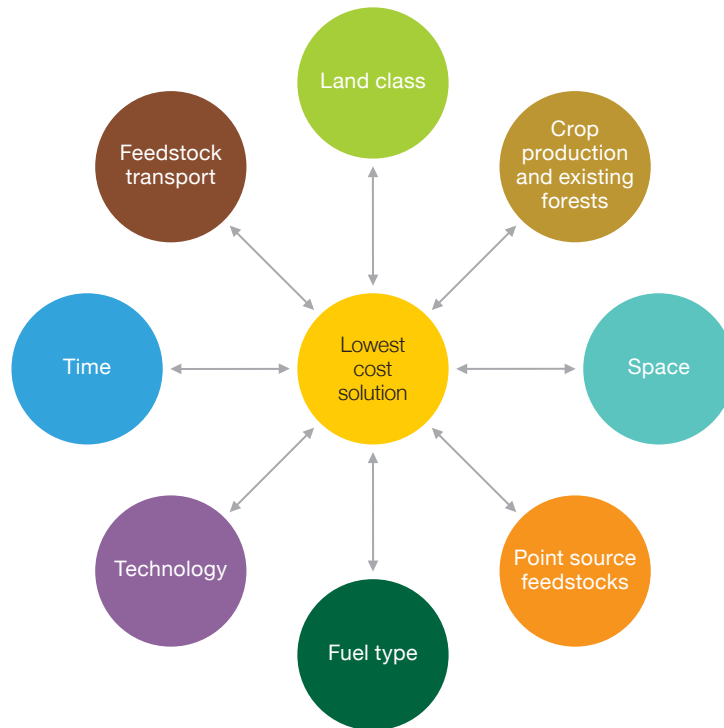 Land class
Feedstock
transport
Crop
production
and existing
forests
Time
Lowest
cost
solution
Space
Technology
Point source
feedstocks
Fuel type